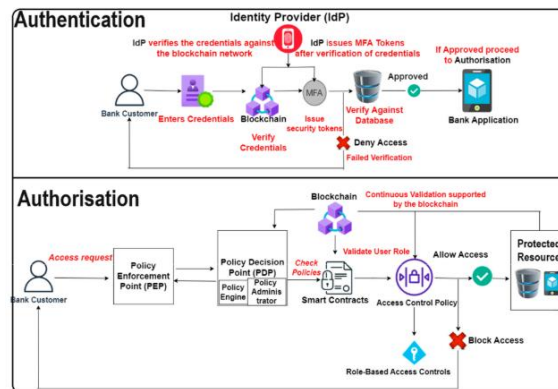 Authentication
Identity Provider (IdP)
IdP verifies the credentials against
the blockchain network
IdP issues MFA Tokens
after verification of credentials
If Approved proceed
to Authorisation
Approved
MFA
Bank Customer
Enters Credentials
Blockchain
Verify
Credentials
Issue
security tokens
Verify Against
Database
Bank Application
Deny Access
Failed Verification
Authorisation
Blockchain
Continuous Validation supported
by the blockchain
Access request
Policy
Enforcement
Point (PEP)
Policy Decision
Point (PDP)
Policy
Engine
Policy
Adminis
trator
Check
Policies
Validate User Role
Allow Access
Protected
Resource
Bank Customer
Smart Contracts
Access Control Policy
Block Access
Role-Based Access Controls